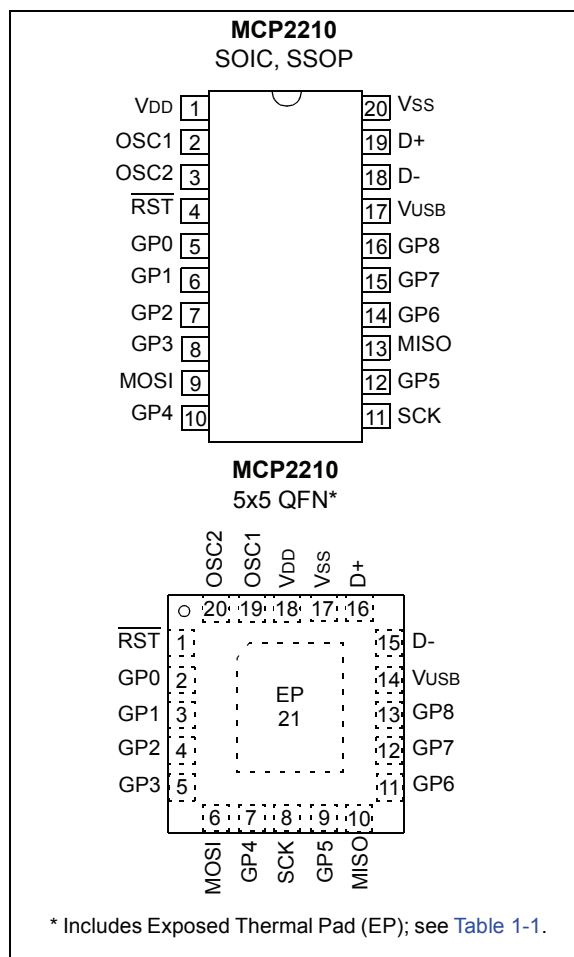 MCP2210
SOIC, SSOP
VDD 1 20 VSS
OSC1 2 19 D+
OSC2 3 18 D-
RST 4 17 VUSB
GP0 5 16 GP8
GP1 6 15 GP7
GP2 7 14 GP6
GP3 8 13 MISO
MOSI 9 12 GP5
GP4 10 11 SCK
MCP2210
5x5 QFN*
OSC2 OSC1 VDD VSS D+
20 19 18 17 16
RST 1 15 D-
GP0 2 14 VUSB
EP
21
GP1 3 13 GP8
GP2 4 12 GP7
GP3 5 11 GP6
6 7 8 9 10
MOSI GP4 SCK GP5 MISO
* Includes Exposed Thermal Pad (EP); see Table 1-1.